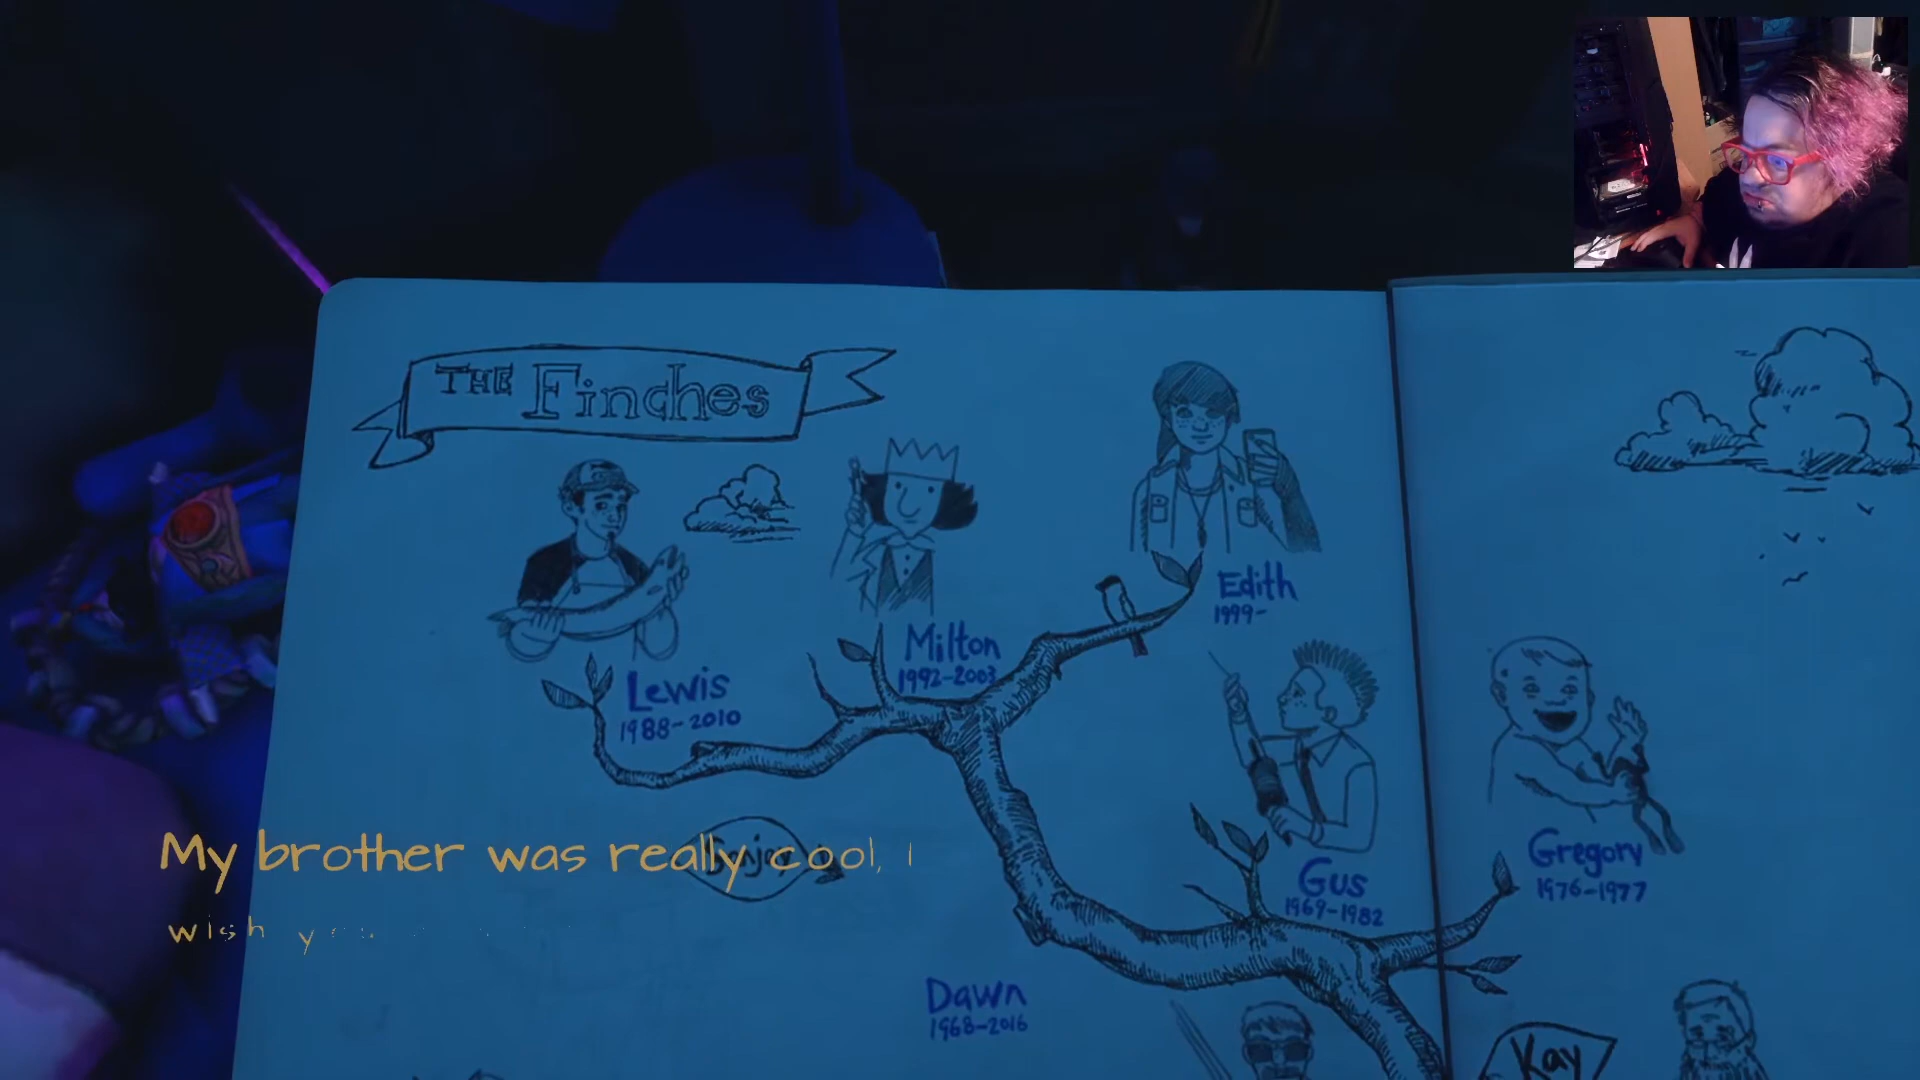 THE Finches
Edith
1999-
Milton
1992-2003
Lewis
1988-2010
My brother was really cool, I
wish
Sanjay
Gus
1969-1982
Gregory
1976-1977
Dawn
1968-2016
Kay